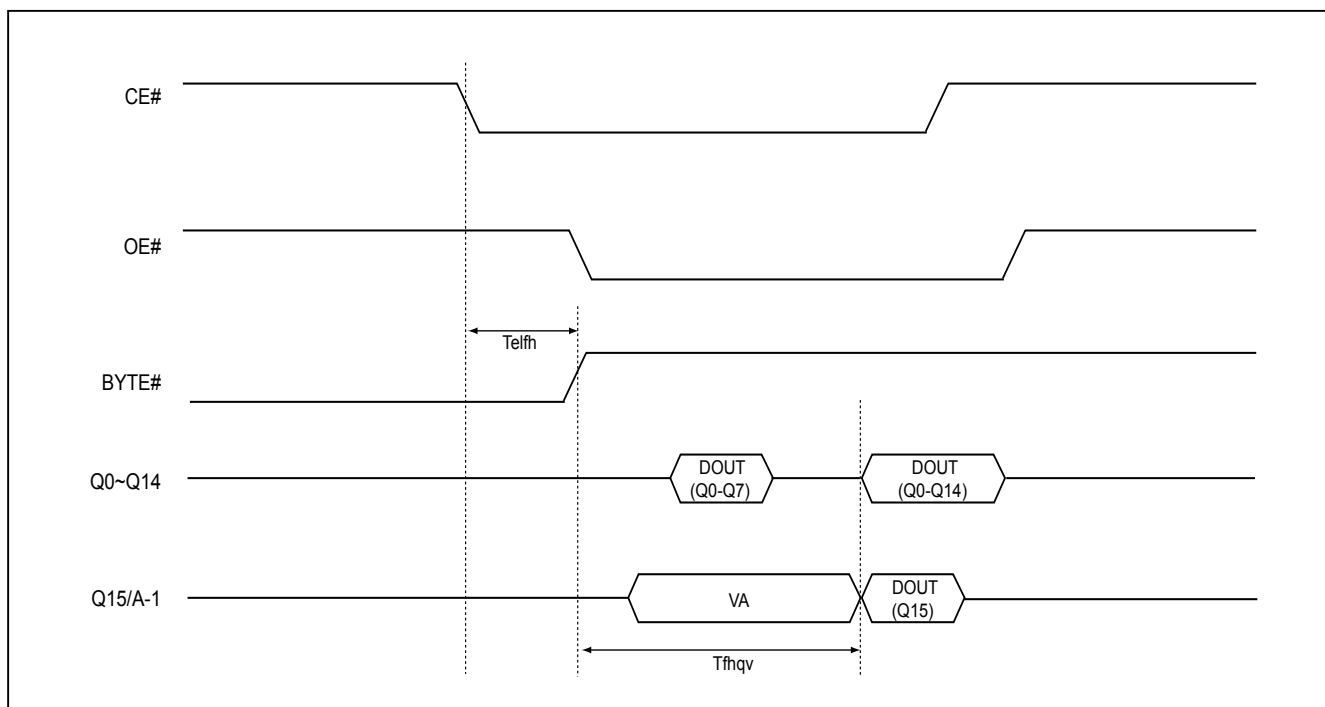 CE#
OE#
Telfh
BYTE#
Q0~Q14
DOUT
(Q0-Q7)
DOUT
(Q0-Q14)
Q15/A-1
VA
DOUT
(Q15)
Tfhqv